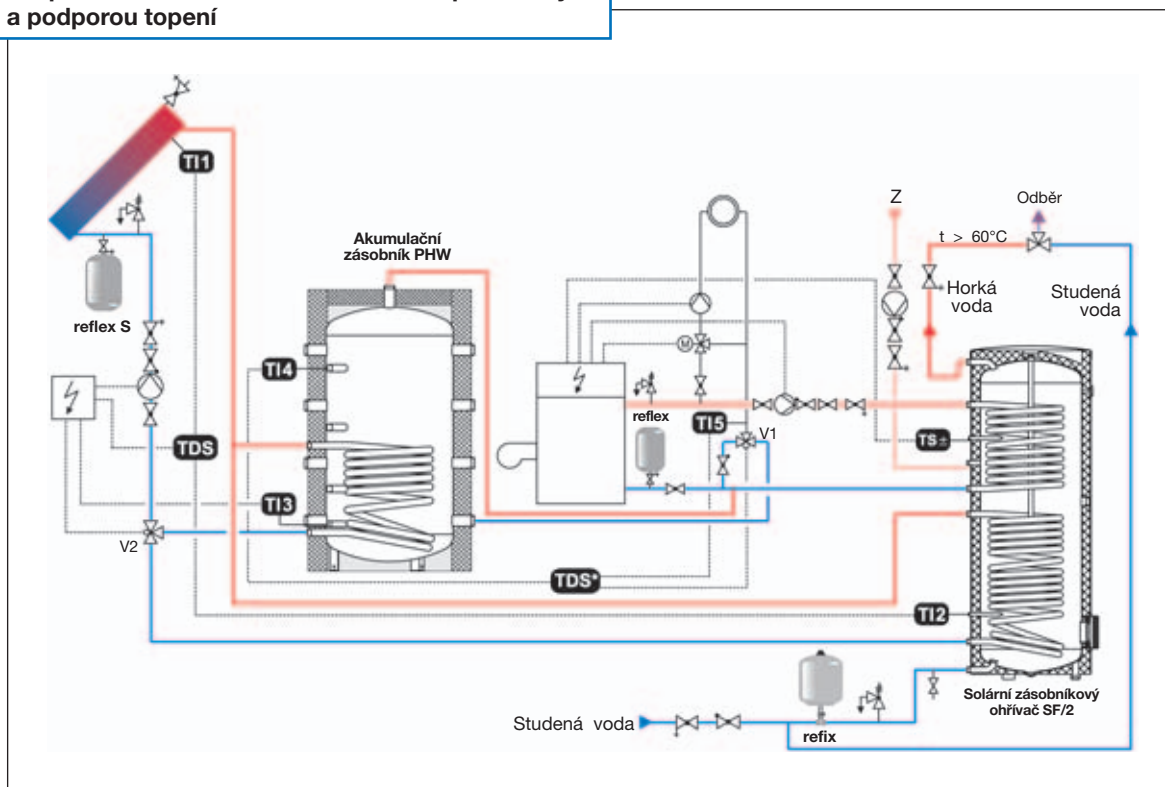 a podporou topení
TI1
reflex S
Akumulační
zásobník PHW
Z
Odběr
t > 60°C
Horká
voda
Studená
voda
TI4
M
reflex
TI5
V1
TS±
TDS
TI3
V2
TDS*
TI2
Solární zásobníkový
ohřívač SF/2
Studená voda
refix